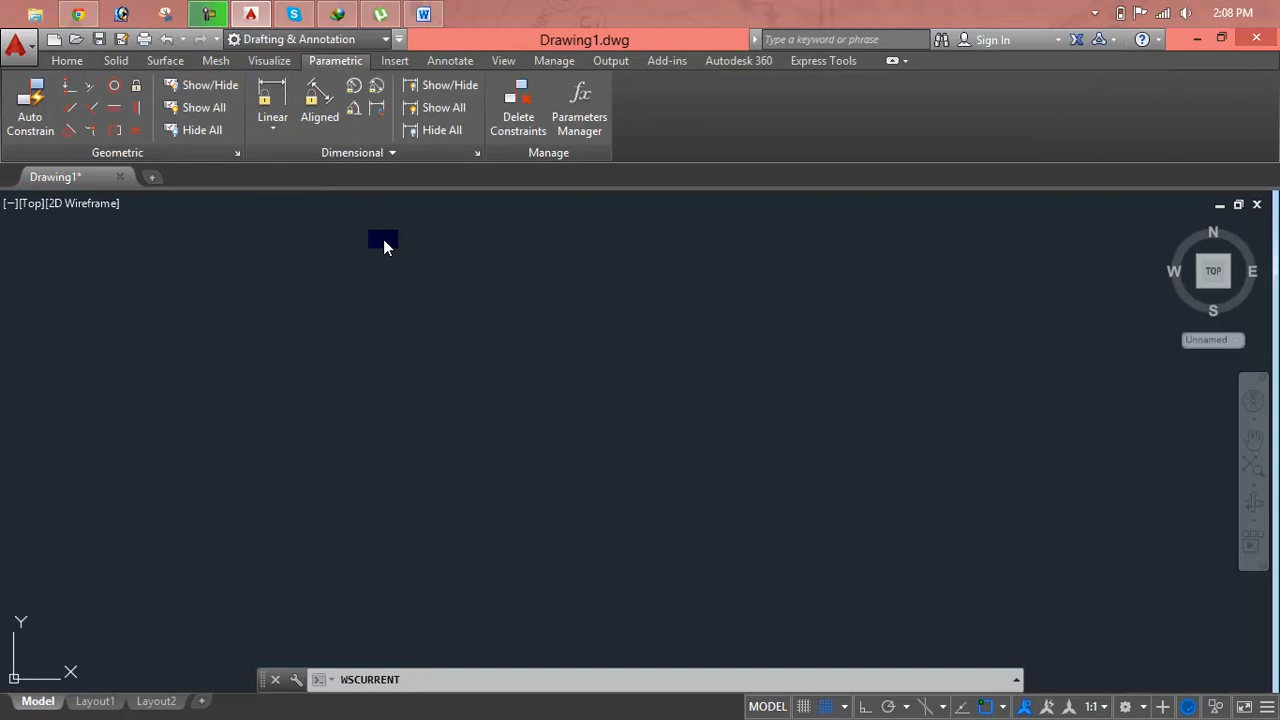 2:08 PM
Drafting & Annotation
Drawing1.dwg
Type a keyword or phrase
Sign In
Home Solid Surface Mesh Visualize Parametric Insert Annotate View Manage Output Add-ins Autodesk 360 Express Tools
Auto
Constrain
Show/Hide
Show All
Hide All
Geometric
Linear
Aligned
Show/Hide
Show All
Hide All
Dimensional
Delete
Constraints
fx
Parameters
Manager
Manage
Drawing1*
[−][Top][2D Wireframe]
N
W TOP E
S
Unnamed
Y
X
WSCURRENT
Model Layout1 Layout2
MODEL
1:1